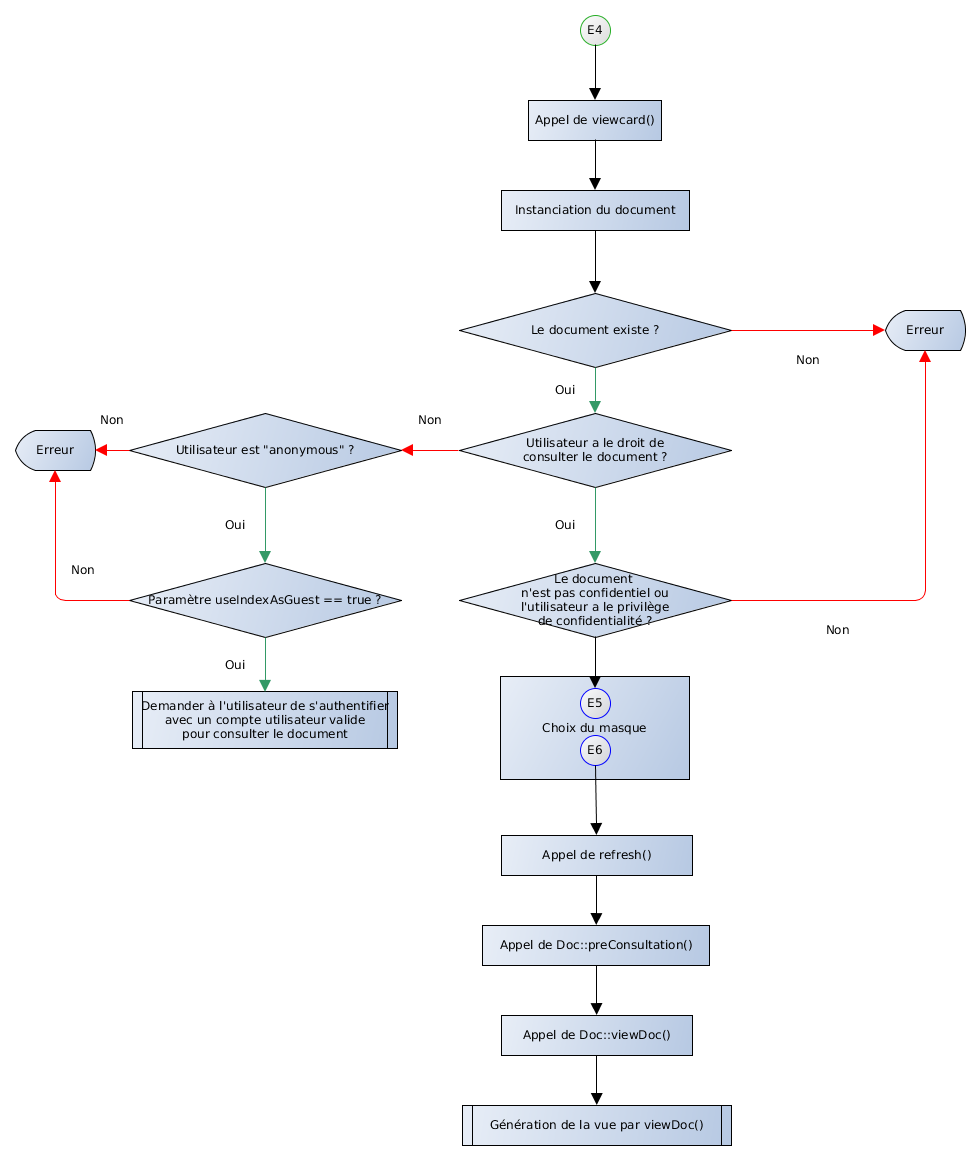 E4
Appel de viewcard()
Instanciation du document
Le document existe ?
Non
Erreur
Oui
Utilisateur a le droit de
consulter le document ?
Non
Utilisateur est "anonymous" ?
Non
Erreur
Oui
Oui
Le document
n'est pas confidentiel ou
l'utilisateur a le privilège
de confidentialité ?
Non
Paramètre useIndexAsGuest == true ?
Non
Oui
Demander à l'utilisateur de s'authentifier
avec un compte utilisateur valide
pour consulter le document
E5
Choix du masque
E6
Appel de refresh()
Appel de Doc::preConsultation()
Appel de Doc::viewDoc()
Génération de la vue par viewDoc()